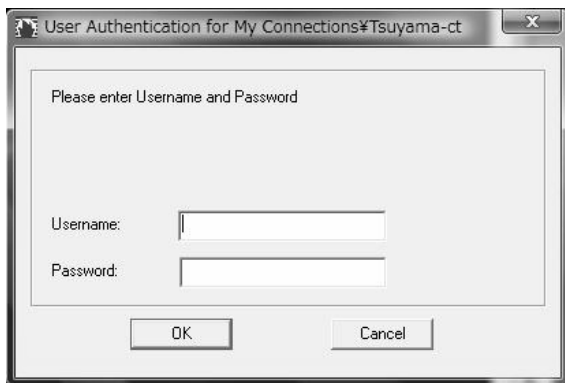 User Authentication for My Connections¥Tsuyama-ct
Please enter Username and Password
Username:
Password:
OK Cancel